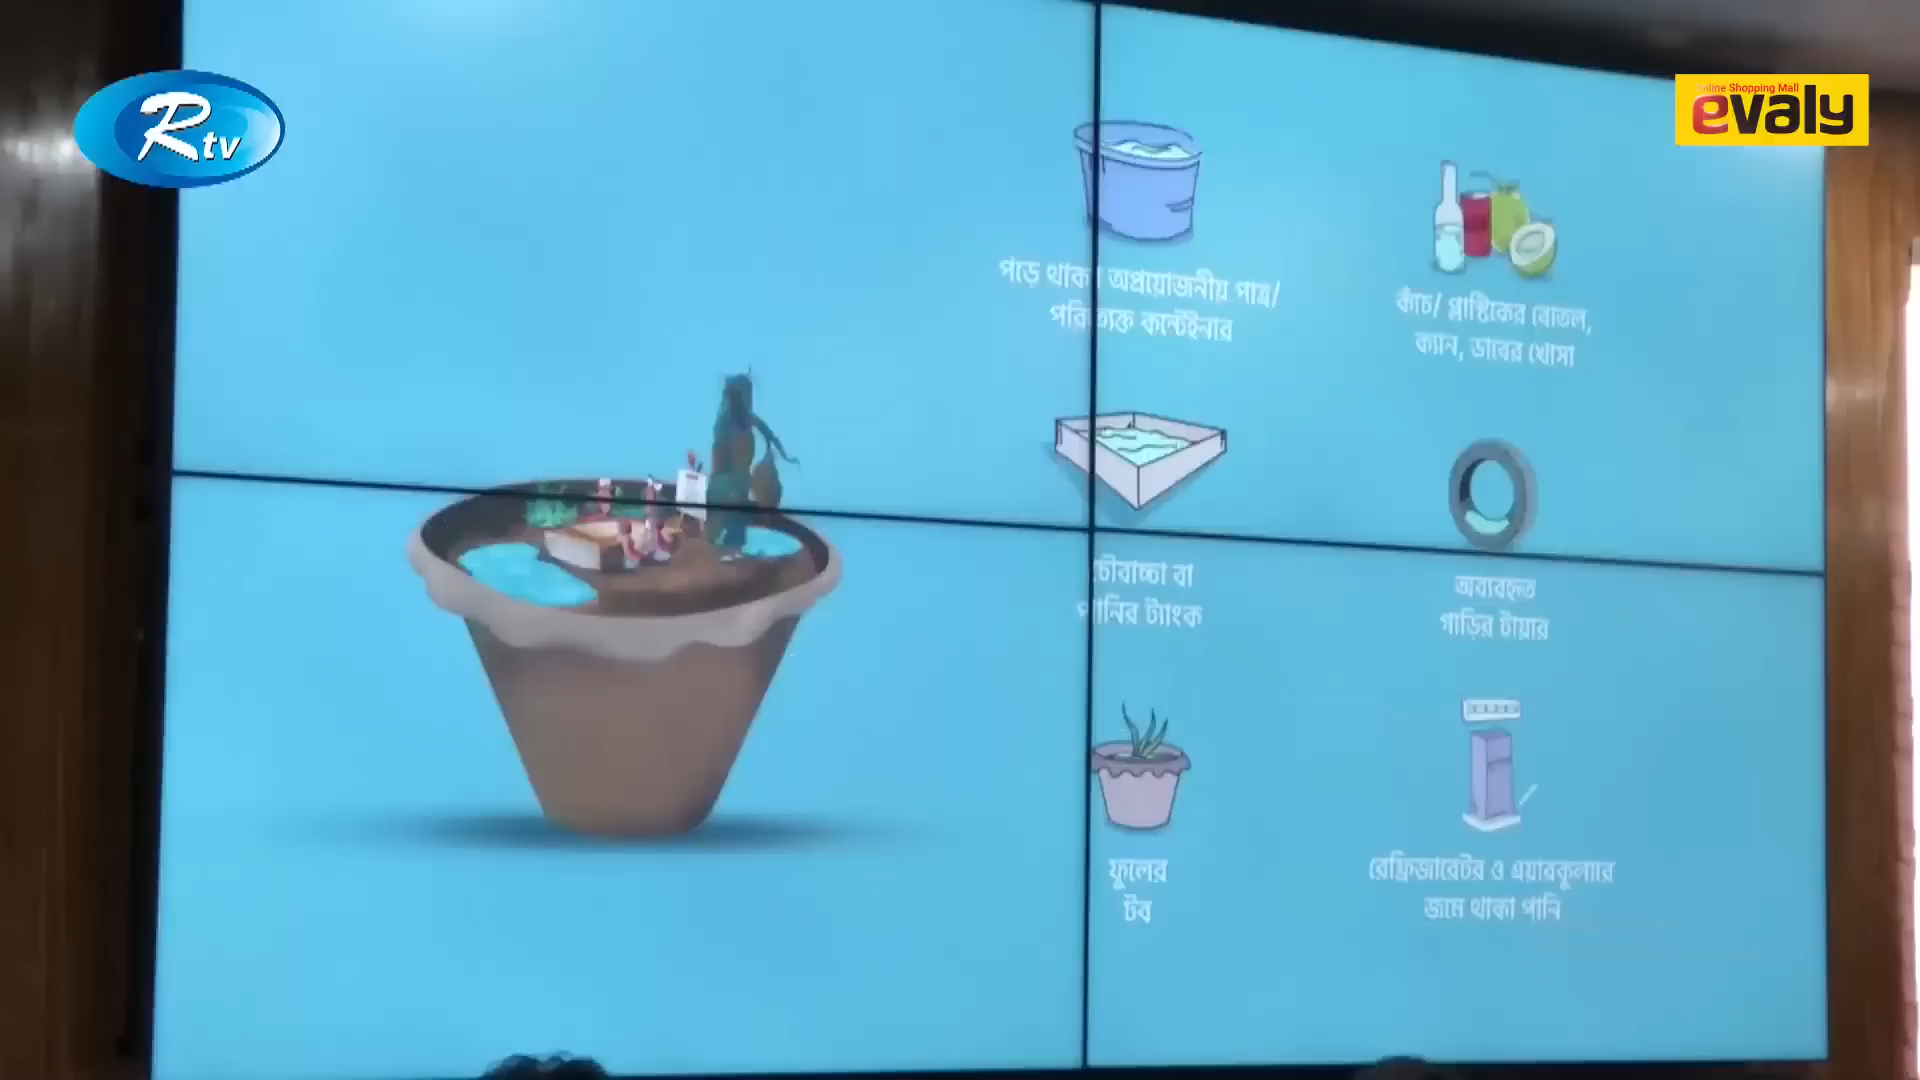 Rtv
Online Shopping Mall
evaly
পড়ে থাকা অপ্রয়োজনীয় পাত্র/
পরিত্যক্ত কন্টেইনার
কাঁচ/ প্লাস্টিকের বোতল,
ক্যান, ডাবের খোসা
চৌবাচ্চা বা
পানির ট্যাংক
অব্যবহৃত
গাড়ির টায়ার
ফুলের
টব
রেফ্রিজারেটর ও এয়ারকুলার
জমে থাকা পানি